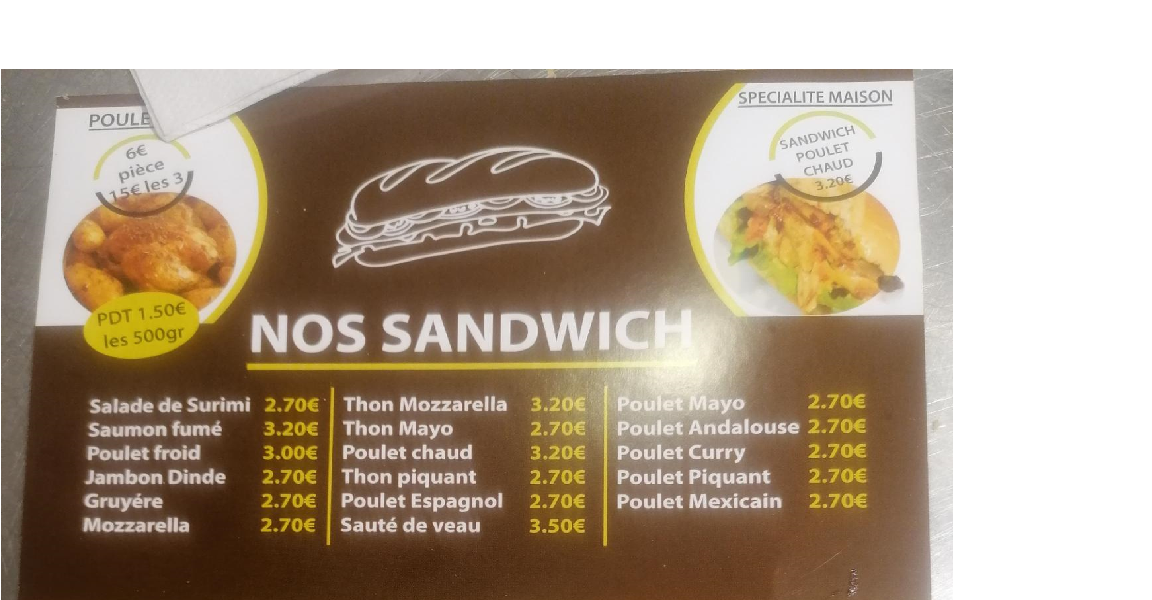 POULE
6€
pièce
15€ les 3
PDT 1.50€
les 500gr
SPECIALITE MAISON
SANDWICH
POULET
CHAUD
3.20€
NOS SANDWICH
Salade de Surimi 2.70€
Saumon fumé 3.20€
Poulet froid 3.00€
Jambon Dinde 2.70€
Gruyére 2.70€
Mozzarella 2.70€
Thon Mozzarella 3.20€
Thon Mayo 2.70€
Poulet chaud 3.20€
Thon piquant 2.70€
Poulet Espagnol 2.70€
Sauté de veau 3.50€
Poulet Mayo 2.70€
Poulet Andalouse 2.70€
Poulet Curry 2.70€
Poulet Piquant 2.70€
Poulet Mexicain 2.70€